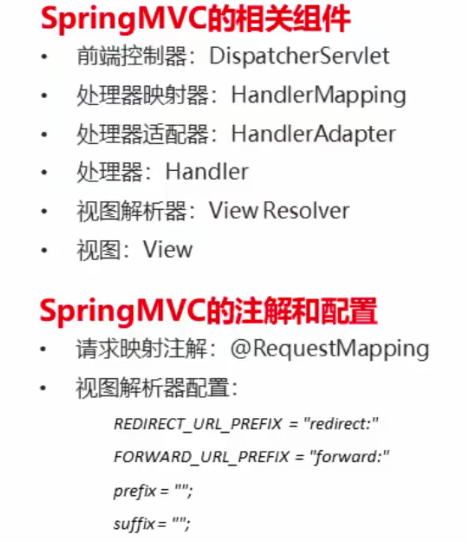 SpringMVC的相关组件
• 前端控制器：DispatcherServlet
• 处理器映射器：HandlerMapping
• 处理器适配器：HandlerAdapter
• 处理器：Handler
• 视图解析器：View Resolver
• 视图：View
SpringMVC的注解和配置
• 请求映射注解：@RequestMapping
• 视图解析器配置：
REDIRECT_URL_PREFIX = "redirect:"
FORWARD_URL_PREFIX = "forward:"
prefix = "";
suffix = "";